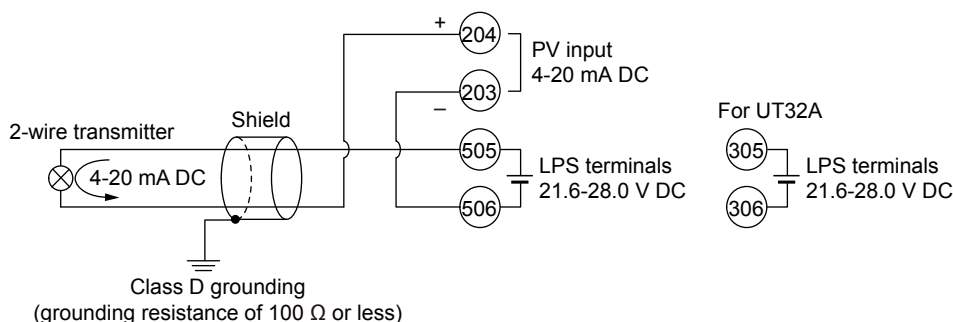 +
204
PV input
4-20 mA DC
203
–
2-wire transmitter
Shield
4-20 mA DC
505
LPS terminals
21.6-28.0 V DC
506
For UT32A
305
LPS terminals
21.6-28.0 V DC
306
Class D grounding
(grounding resistance of 100 Ω or less)